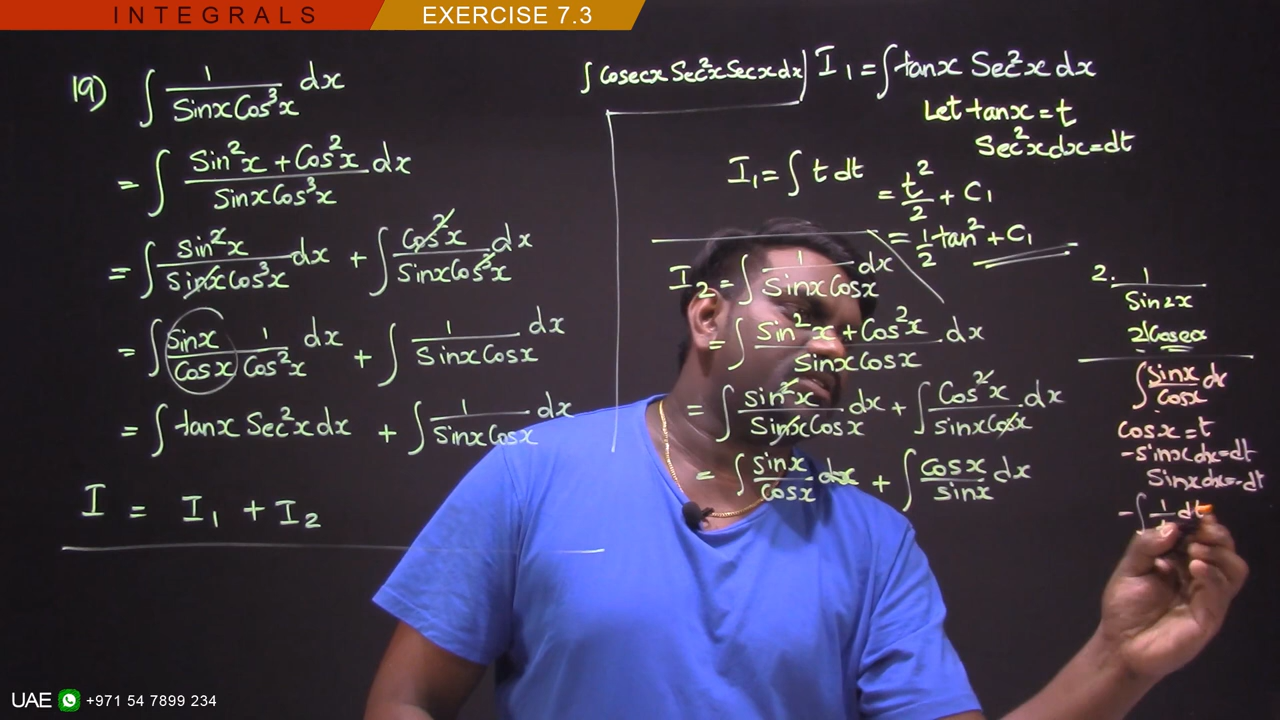 INTEGRALS EXERCISE 7.3
19) ∫ 1/(Sinx Cos³x) dx
= ∫ (Sin²x + Cos²x)/(Sinx Cos³x) dx
= ∫ Sin²x/(Sinx Cos³x) dx + ∫ Cos²x/(Sinx Cos³x) dx
= ∫ Sinx/Cosx 1/Cos²x dx + ∫ 1/(Sinx Cosx) dx
= ∫ tanx Sec²x dx + ∫ 1/(Sinx Cosx) dx
I = I₁ + I₂
∫ Cosecx Sec²x Secx dx
I₁ = ∫ tanx Sec²x dx
Let tanx = t
Sec²x dx = dt
I₁ = ∫ t dt = t²/2 + C₁
= 1/2 tan² + C₁
I₂ = ∫ 1/(Sinx Cosx) dx
= ∫ (Sin²x + Cos²x)/(Sinx Cosx) dx
= ∫ Sin²x/(Sinx Cosx) dx + ∫ Cos²x/(sinx Cosx) dx
= ∫ sinx/cosx dx + ∫ cosx/sinx dx
2. 1/Sin2x
∫ sinx/cosx dx
cosx = t
-sinx dx = dt
Sinx dx = -dt
-∫ 1/t dt
UAE +971 54 7899 234